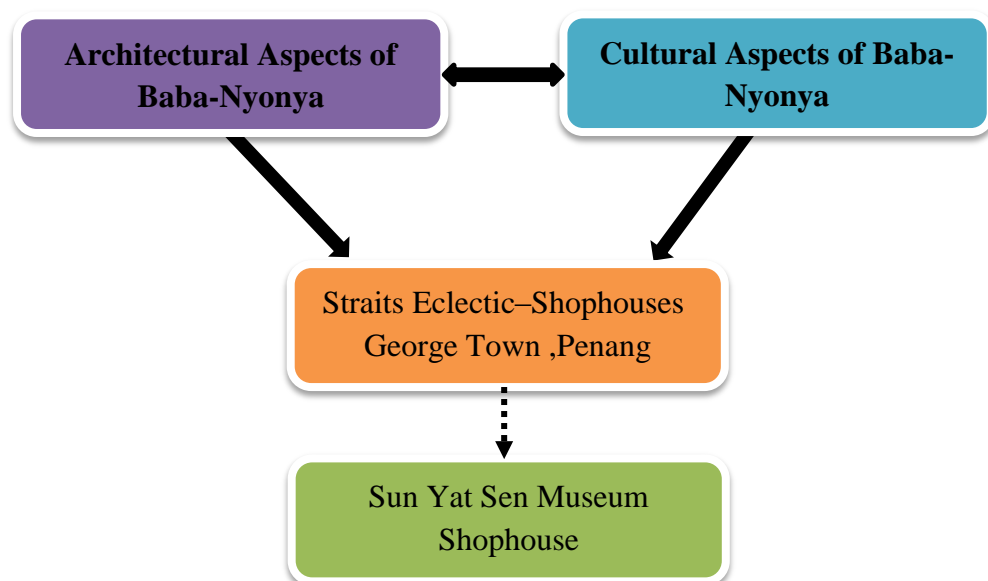 Architectural Aspects of
Baba-Nyonya
Cultural Aspects of Baba-
Nyonya
Straits Eclectic–Shophouses
George Town ,Penang
Sun Yat Sen Museum
Shophouse